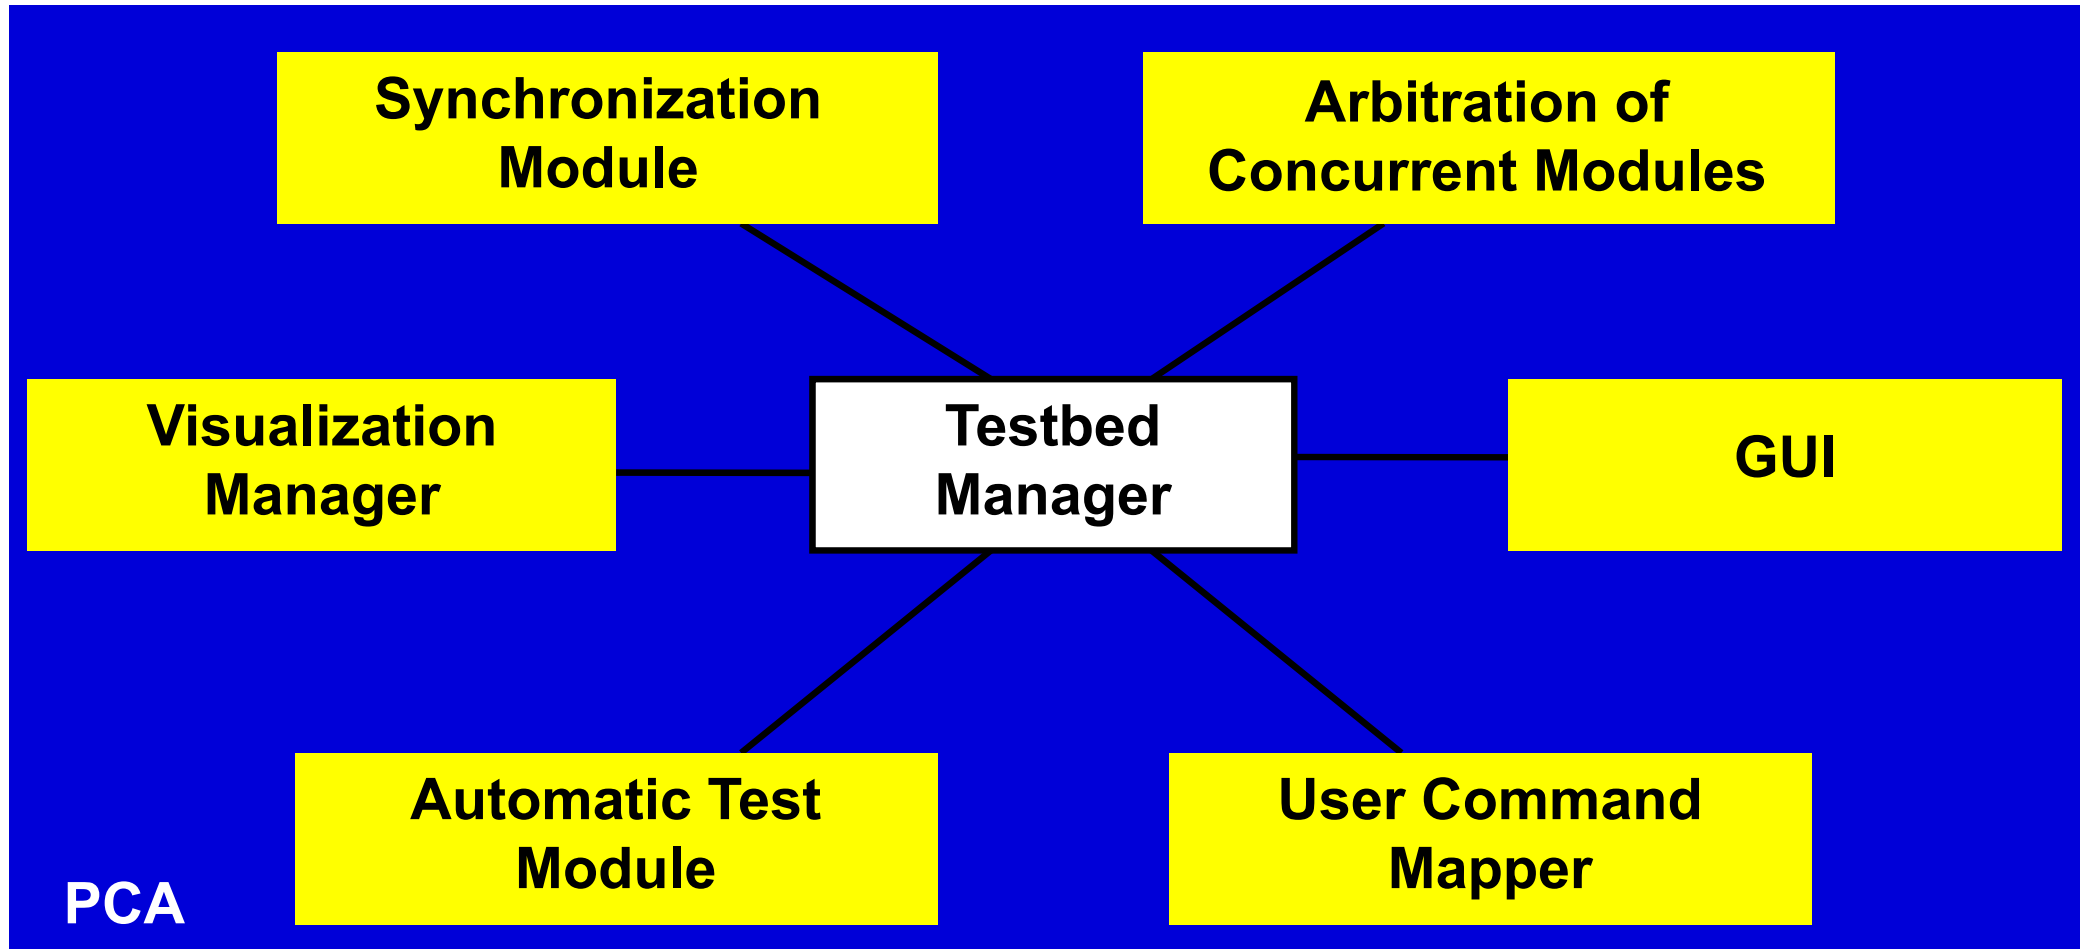 Synchronization
Module
Arbitration of
Concurrent Modules
Visualization
Manager
Testbed
Manager
GUI
Automatic Test
Module
User Command
Mapper
PCA